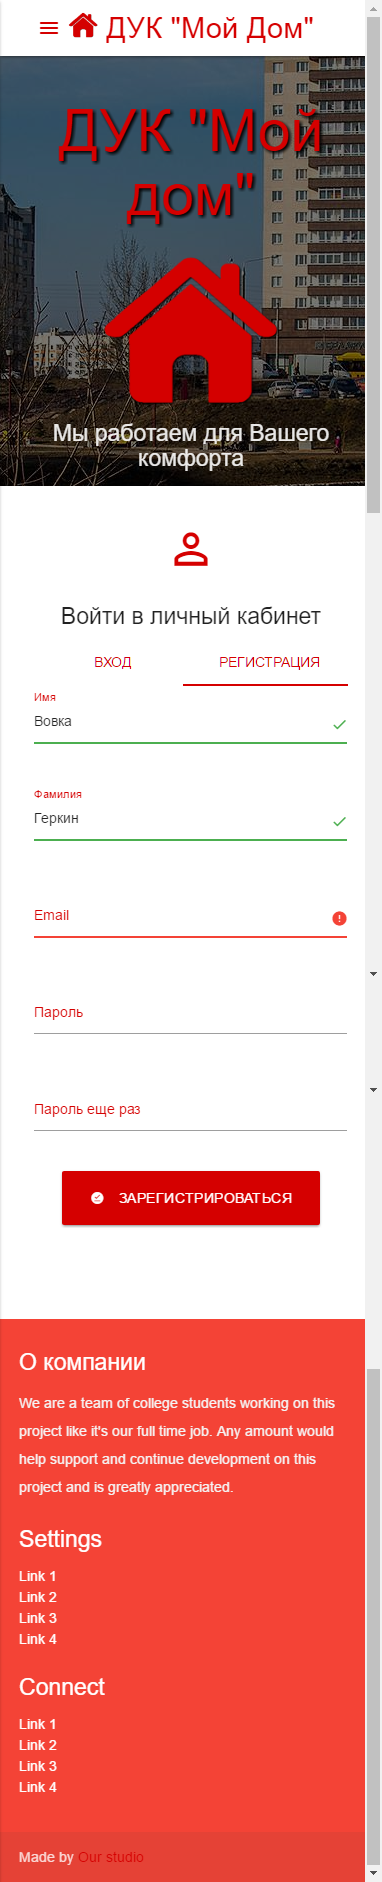 ДУК "Мой Дом"
ДУК "Мой
дом"
Мы работаем для Вашего
комфорта
Войти в личный кабинет
ВХОД
РЕГИСТРАЦИЯ
Имя
Вовка
Фамилия
Геркин
Email
Пароль
Пароль еще раз
ЗАРЕГИСТРИРОВАТЬСЯ
О компании
We are a team of college students working on this
project like it's our full time job. Any amount would
help support and continue development on this
project and is greatly appreciated.
Settings
Link 1
Link 2
Link 3
Link 4
Connect
Link 1
Link 2
Link 3
Link 4
Made by Our studio